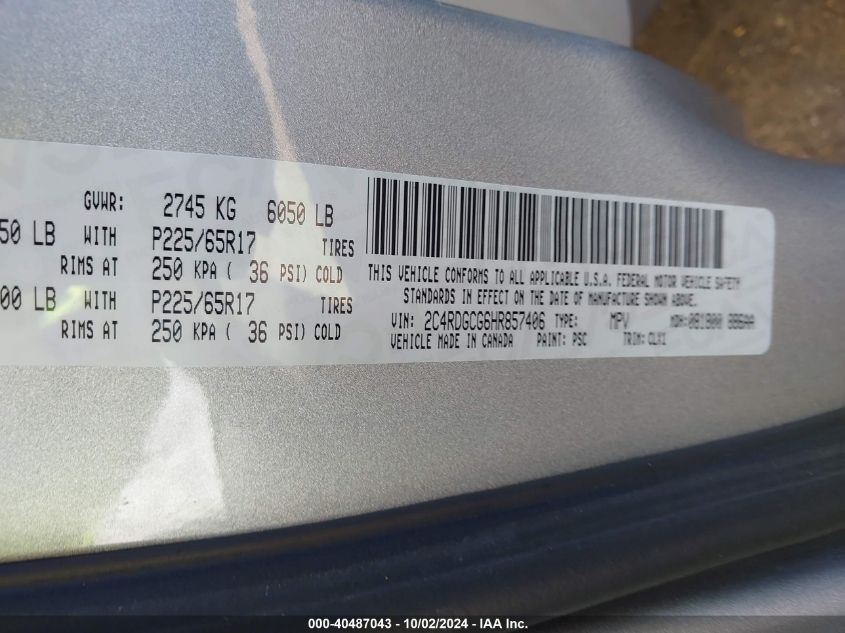 GVWR: 2745 KG 6050 LB
50 LB WITH P225/65R17 TIRES
RIMS AT 250 KPA ( 36 PSI) COLD
00 LB WITH P225/65R17 TIRES
RIMS AT 250 KPA ( 36 PSI) COLD
THIS VEHICLE CONFORMS TO ALL APPLICABLE U.S.A. FEDERAL MOTOR VEHICLE SAFETY
STANDARDS IN EFFECT ON THE DATE OF MANUFACTURE SHOWN ABOVE.
VIN: 2C4RDGCG6HR857406 TYPE: MPV MDH:
VEHICLE MADE IN CANADA PAINT: PSC TRIM: CLX1
000-40487043 - 10/02/2024 - IAA Inc.